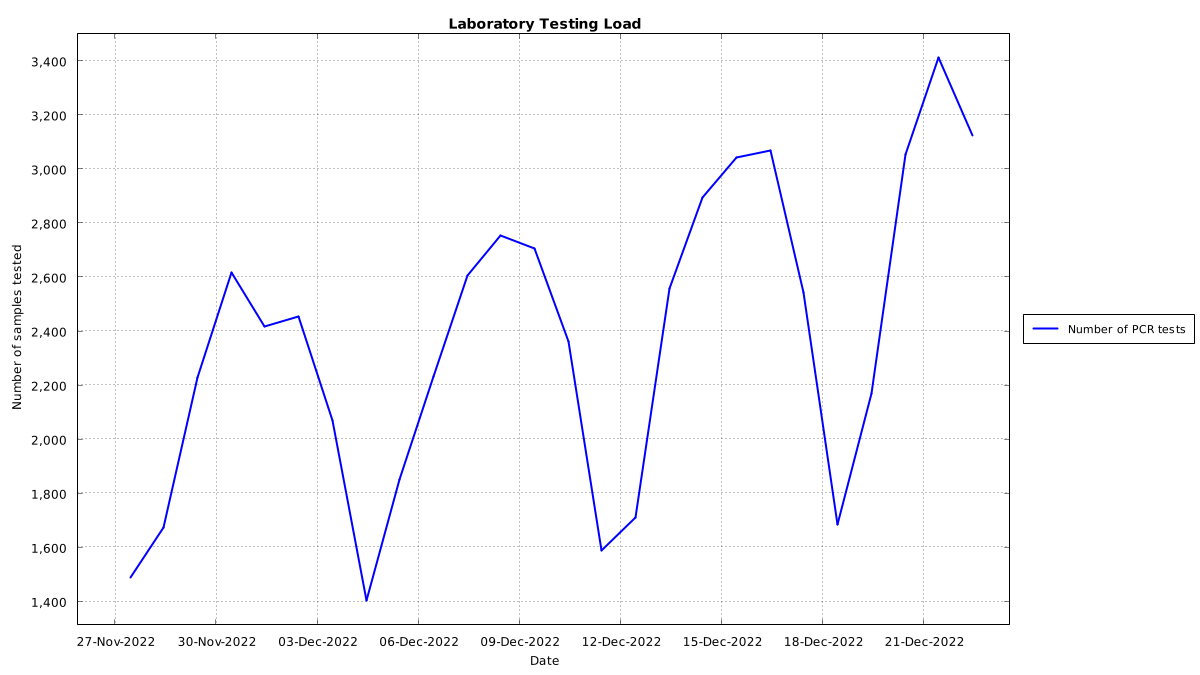 Laboratory Testing Load
3,400
3,200
3,000
2,800
2,600
2,400
2,200
2,000
1,800
1,600
1,400
Number of samples tested
27-Nov-2022 30-Nov-2022 03-Dec-2022 06-Dec-2022 09-Dec-2022 12-Dec-2022 15-Dec-2022 18-Dec-2022 21-Dec-2022
Date
Number of PCR tests